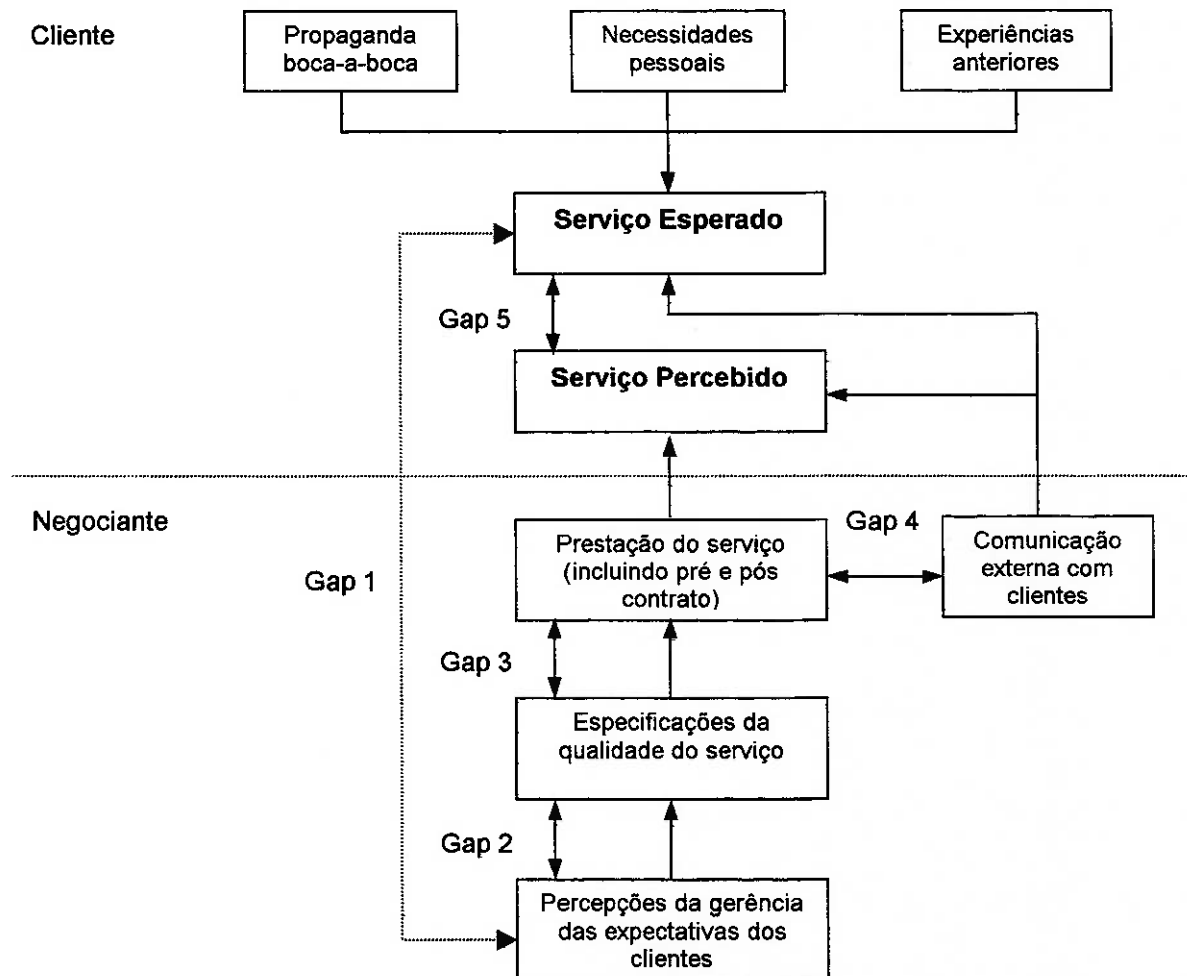 Cliente
Propaganda
boca-a-boca
Necessidades
pessoais
Experiências
anteriores
Serviço Esperado
Gap 5
Serviço Percebido
Negociante
Gap 1
Prestação do serviço
(incluindo pré e pós
contrato)
Gap 4
Comunicação
externa com
clientes
Gap 3
Especificações da
qualidade do serviço
Gap 2
Percepções da gerência
das expectativas dos
clientes